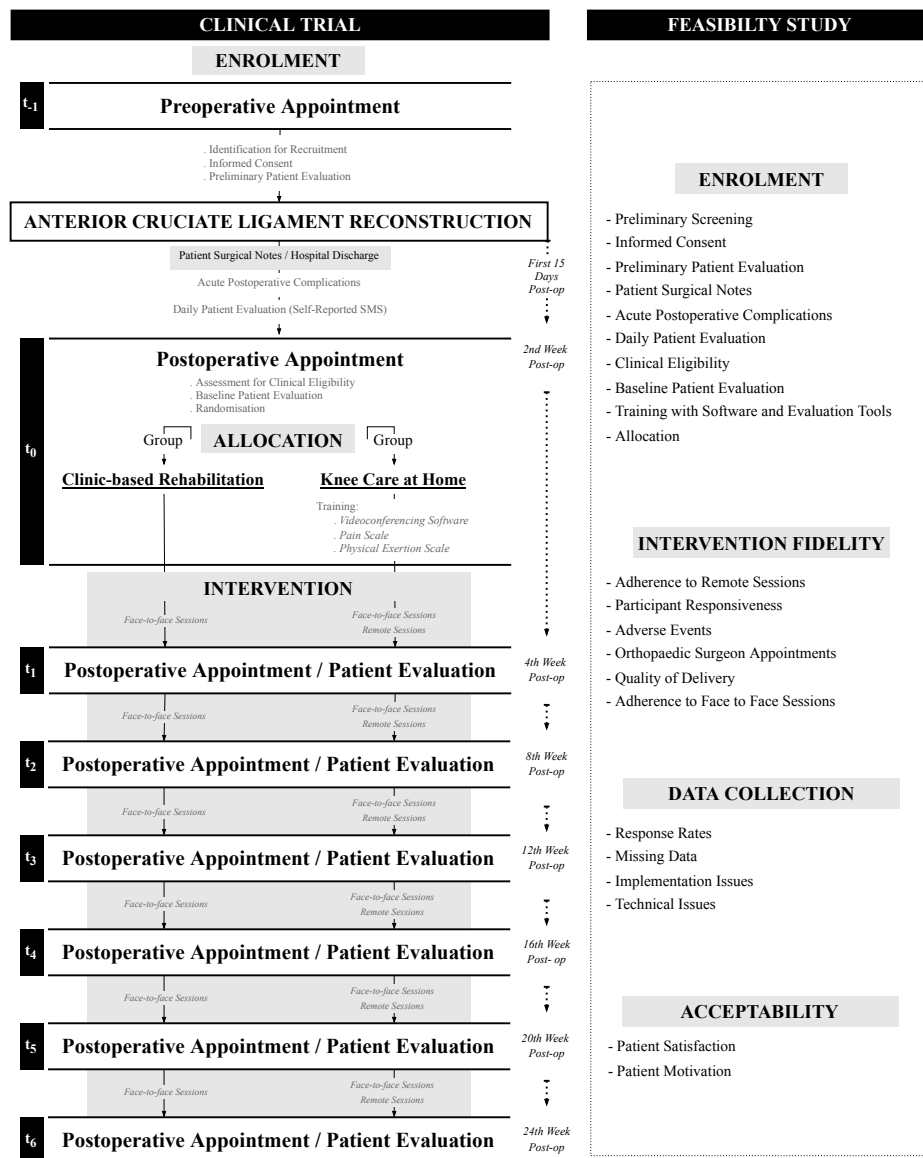 CLINICAL TRIAL
ENROLMENT
t-1
Preoperative Appointment
. Identification for Recruitment
. Informed Consent
. Preliminary Patient Evaluation
ANTERIOR CRUCIATE LIGAMENT RECONSTRUCTION
Patient Surgical Notes / Hospital Discharge
Acute Postoperative Complications
Daily Patient Evaluation (Self-Reported SMS)
First 15
Days
Post-op
t0
Postoperative Appointment
2nd Week
Post-op
. Assessment for Clinical Eligibility
. Baseline Patient Evaluation
. Randomisation
Group
ALLOCATION
Group
Clinic-based Rehabilitation
Knee Care at Home
Training:
. Videoconferencing Software
. Pain Scale
. Physical Exertion Scale
INTERVENTION
Face-to-face Sessions
Face-to-face Sessions
Remote Sessions
t1
Postoperative Appointment / Patient Evaluation
4th Week
Post-op
Face-to-face Sessions
Face-to-face Sessions
Remote Sessions
t2
Postoperative Appointment / Patient Evaluation
8th Week
Post-op
Face-to-face Sessions
Face-to-face Sessions
Remote Sessions
t3
Postoperative Appointment / Patient Evaluation
12th Week
Post-op
Face-to-face Sessions
Face-to-face Sessions
Remote Sessions
t4
Postoperative Appointment / Patient Evaluation
16th Week
Post- op
Face-to-face Sessions
Face-to-face Sessions
Remote Sessions
t5
Postoperative Appointment / Patient Evaluation
20th Week
Post-op
Face-to-face Sessions
Face-to-face Sessions
Remote Sessions
t6
Postoperative Appointment / Patient Evaluation
24th Week
Post-op
FEASIBILTY STUDY
ENROLMENT
- Preliminary Screening
- Informed Consent
- Preliminary Patient Evaluation
- Patient Surgical Notes
- Acute Postoperative Complications
- Daily Patient Evaluation
- Clinical Eligibility
- Baseline Patient Evaluation
- Training with Software and Evaluation Tools
- Allocation
INTERVENTION FIDELITY
- Adherence to Remote Sessions
- Participant Responsiveness
- Adverse Events
- Orthopaedic Surgeon Appointments
- Quality of Delivery
- Adherence to Face to Face Sessions
DATA COLLECTION
- Response Rates
- Missing Data
- Implementation Issues
- Technical Issues
ACCEPTABILITY
- Patient Satisfaction
- Patient Motivation